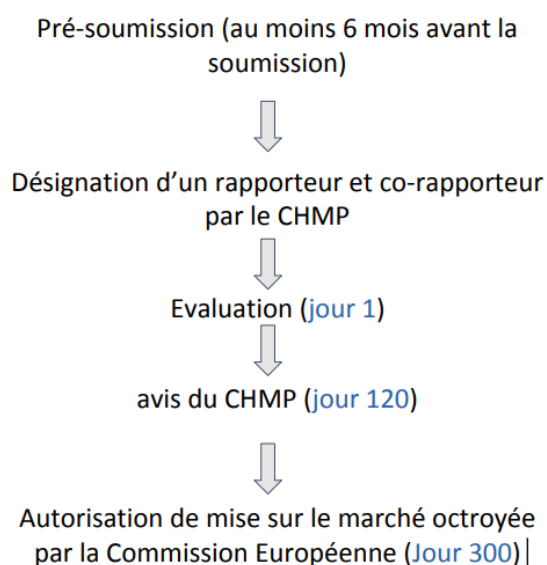 Pré-soumission (au moins 6 mois avant la
soumission)
Désignation d'un rapporteur et co-rapporteur
par le CHMP
Evaluation (jour 1)
avis du CHMP (jour 120)
Autorisation de mise sur le marché octroyée
par la Commission Européenne (Jour 300)